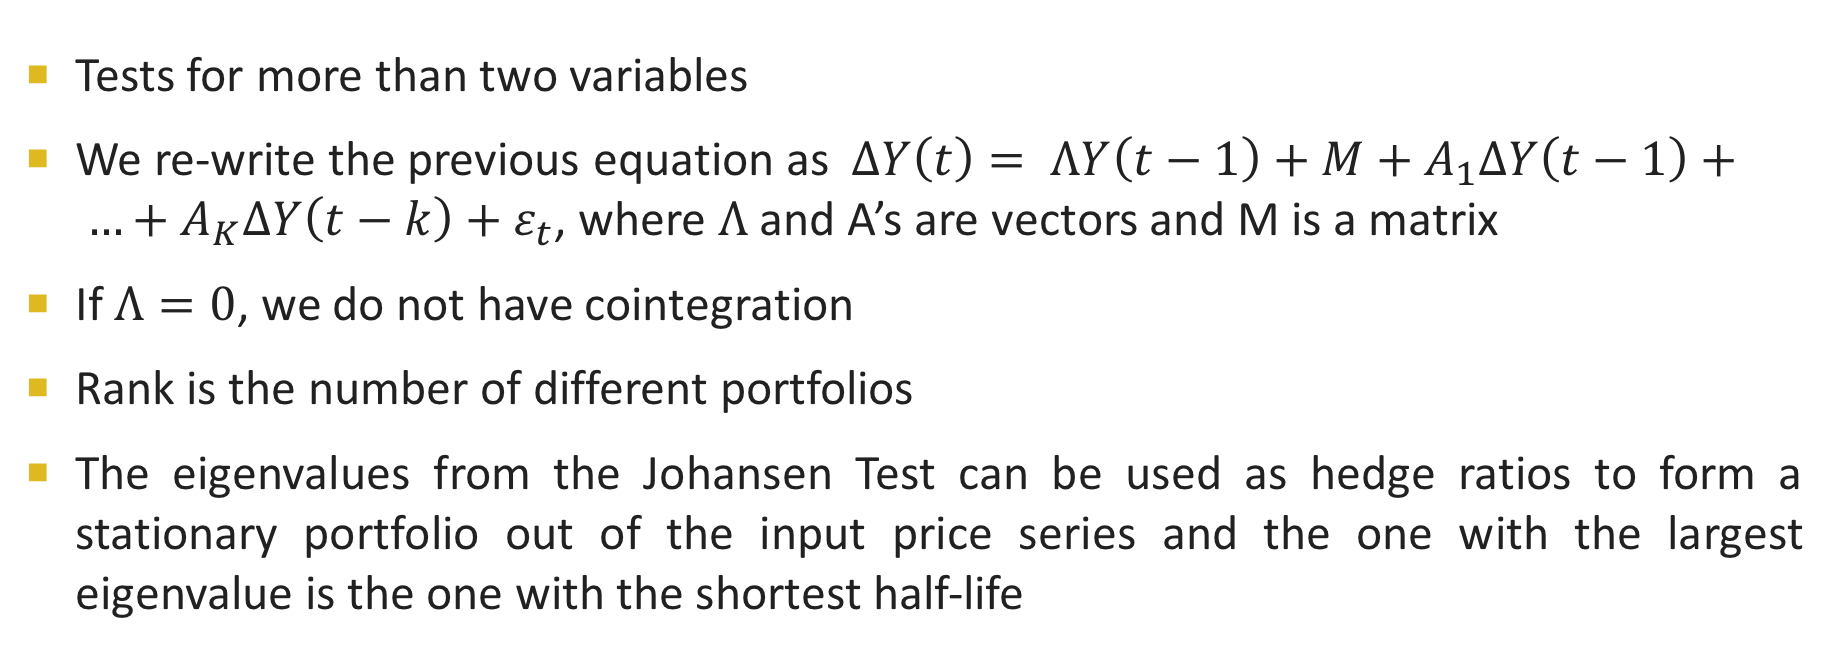 ▪ Tests for more than two variables
▪ We re-write the previous equation as ΔY(t) = ΛY(t − 1) + M + A₁ΔY(t − 1) +
… + A_KΔY(t − k) + ε_t, where Λ and A’s are vectors and M is a matrix
▪ If Λ = 0, we do not have cointegration
▪ Rank is the number of different portfolios
▪ The eigenvalues from the Johansen Test can be used as hedge ratios to form a
stationary portfolio out of the input price series and the one with the largest
eigenvalue is the one with the shortest half-life